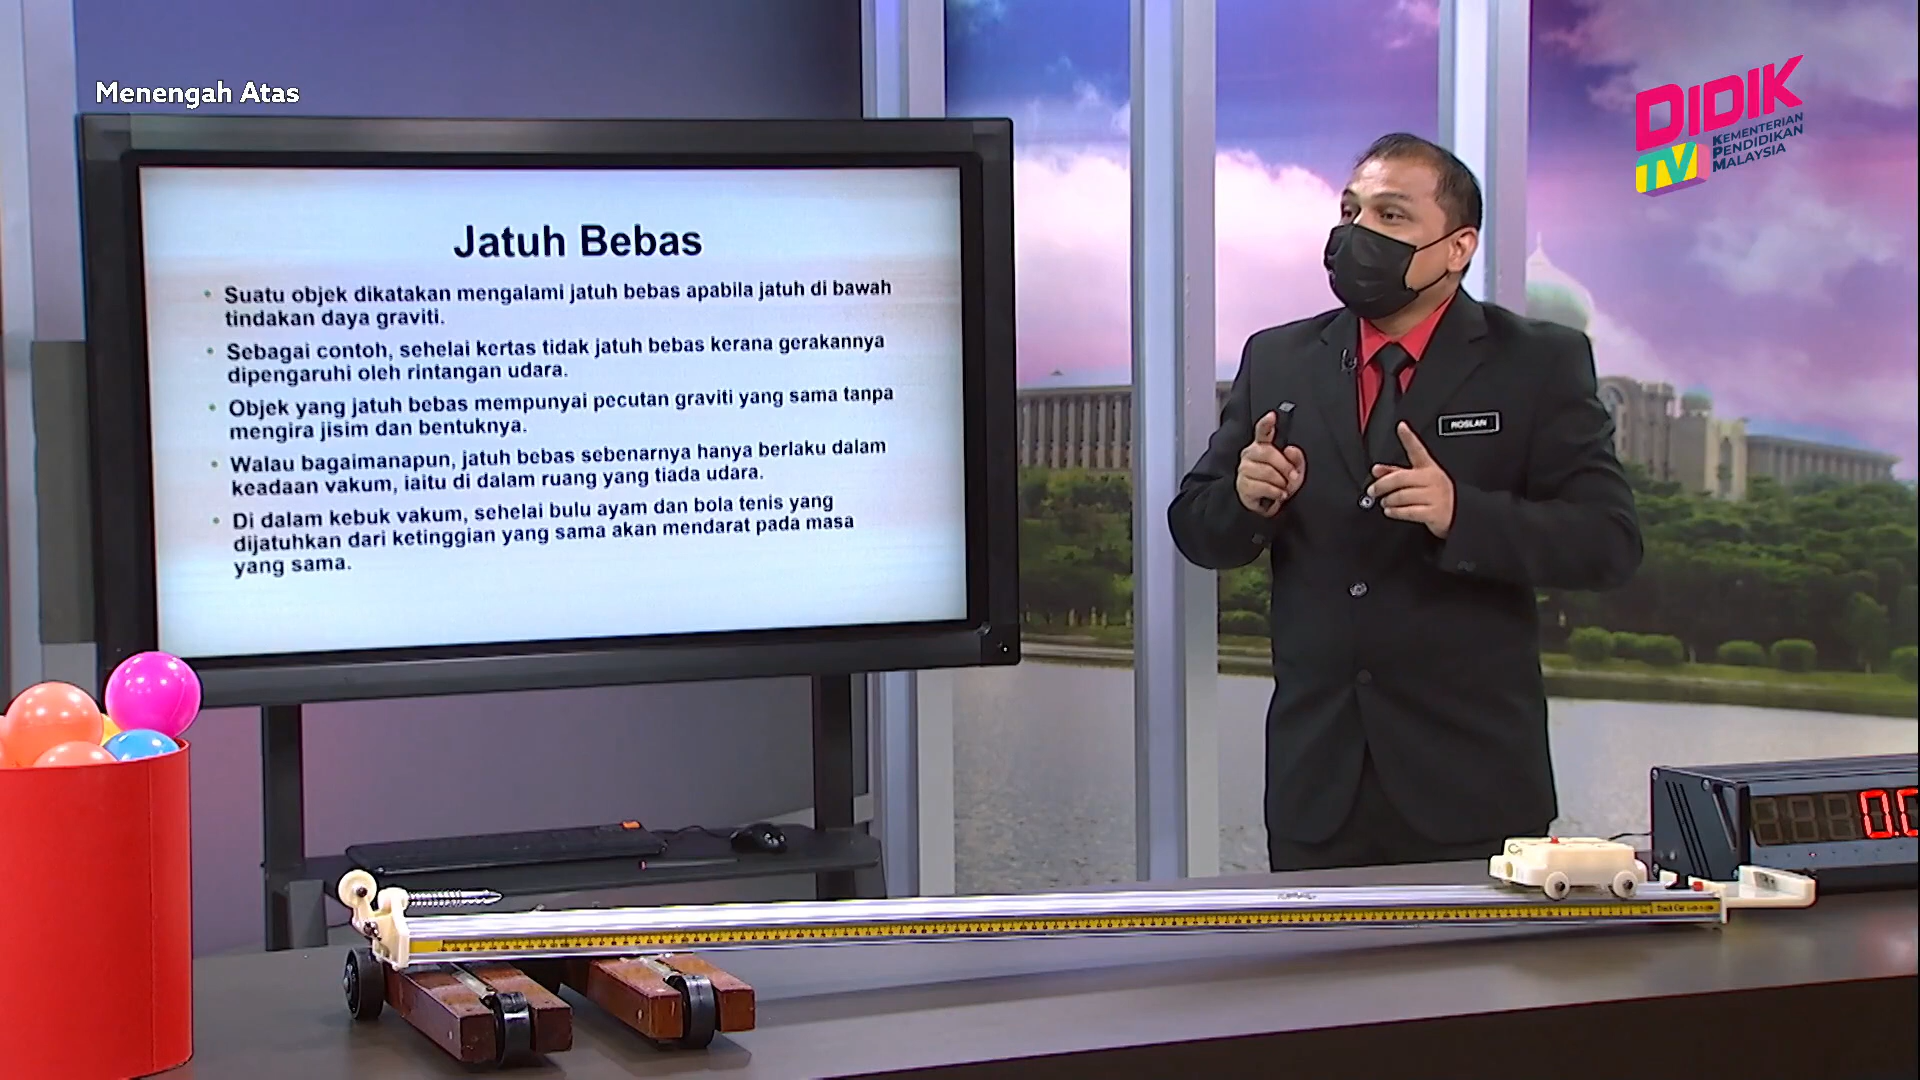 Menengah Atas
DIDIK
TV
KEMENTERIAN
PENDIDIKAN
MALAYSIA
Jatuh Bebas
• Suatu objek dikatakan mengalami jatuh bebas apabila jatuh di bawah
tindakan daya graviti.
• Sebagai contoh, sehelai kertas tidak jatuh bebas kerana gerakannya
dipengaruhi oleh rintangan udara.
• Objek yang jatuh bebas mempunyai pecutan graviti yang sama tanpa
mengira jisim dan bentuknya.
• Walau bagaimanapun, jatuh bebas sebenarnya hanya berlaku dalam
keadaan vakum, iaitu di dalam ruang yang tiada udara.
• Di dalam kebuk vakum, sehelai bulu ayam dan bola tenis yang
dijatuhkan dari ketinggian yang sama akan mendarat pada masa
yang sama.
ROSLAN
0.0